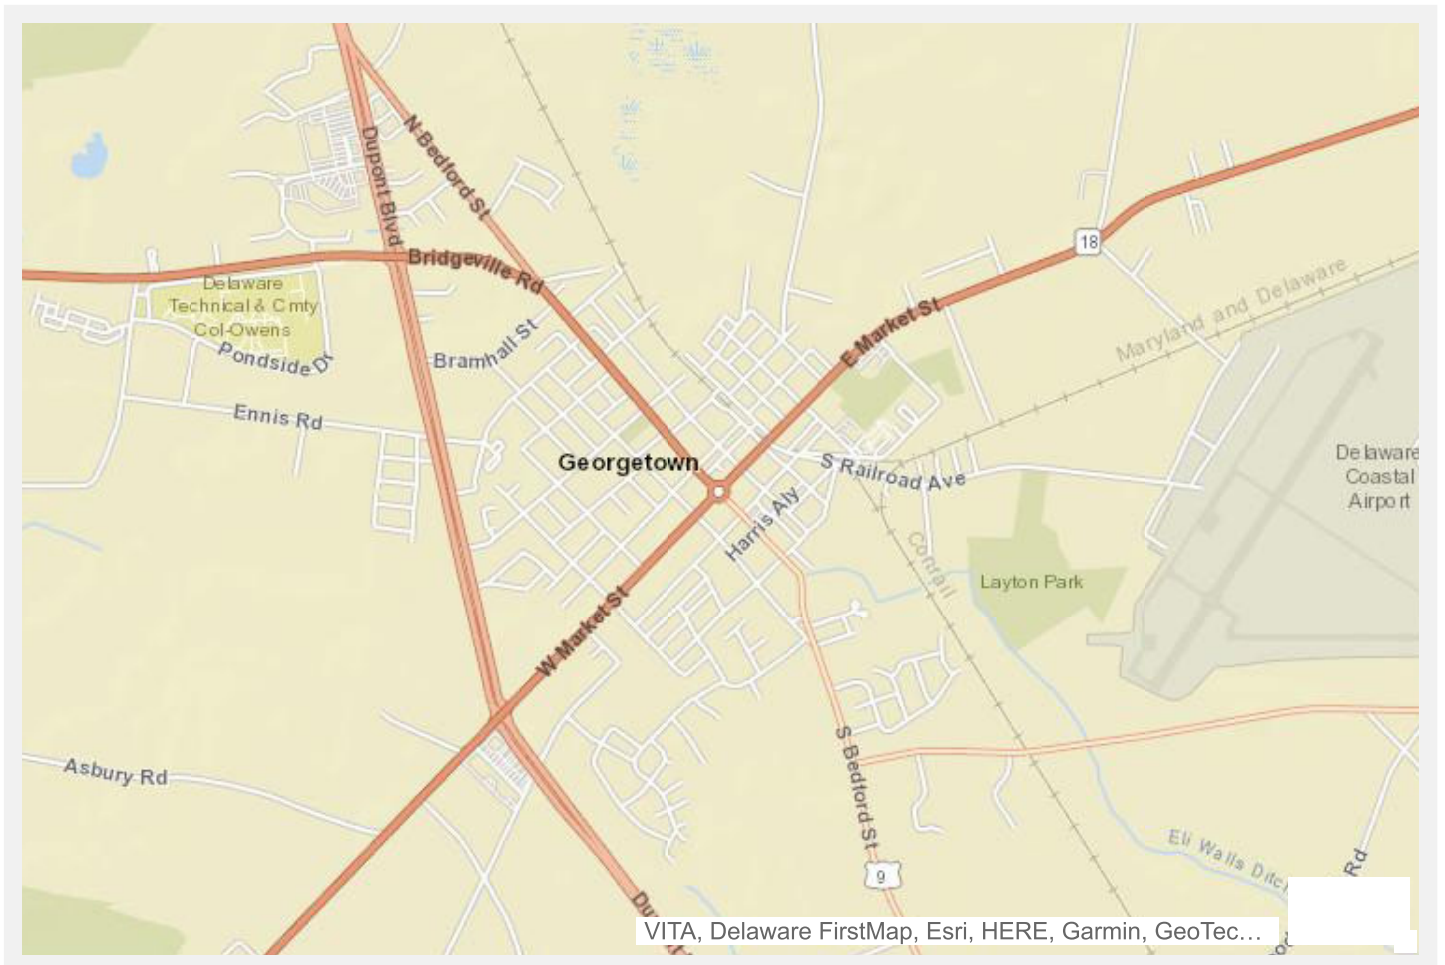 N Bedford St
Dupont Blvd
18
Bridgeville Rd
Maryland and Delaware
Delaware
Technical & Cmty
Col-Owens
E Market St
Bramhall St
Pondside Dr
Ennis Rd
Georgetown
S Railroad Ave
Delaware
Coastal
Airport
Harris Aly
Conrail
Layton Park
W Market St
S Bedford St
Asbury Rd
Eli Walls Ditch
Rd
9
VITA, Delaware FirstMap, Esri, HERE, Garmin, GeoTec...